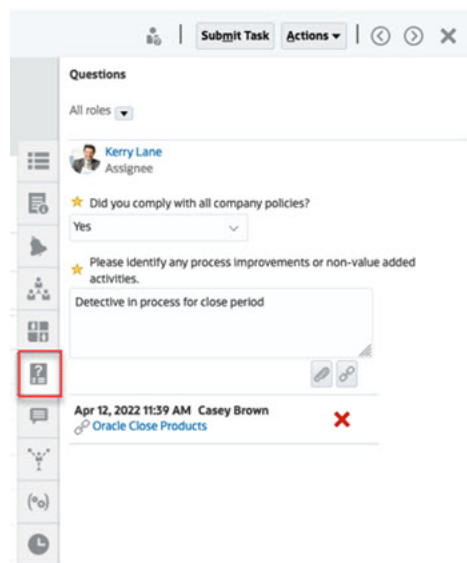 Submit Task Actions
Questions
All roles
Kerry Lane
Assignee
Did you comply with all company policies?
Yes
Please identify any process improvements or non-value added
activities.
Detective in process for close period
Apr 12, 2022 11:39 AM Casey Brown
Oracle Close Products